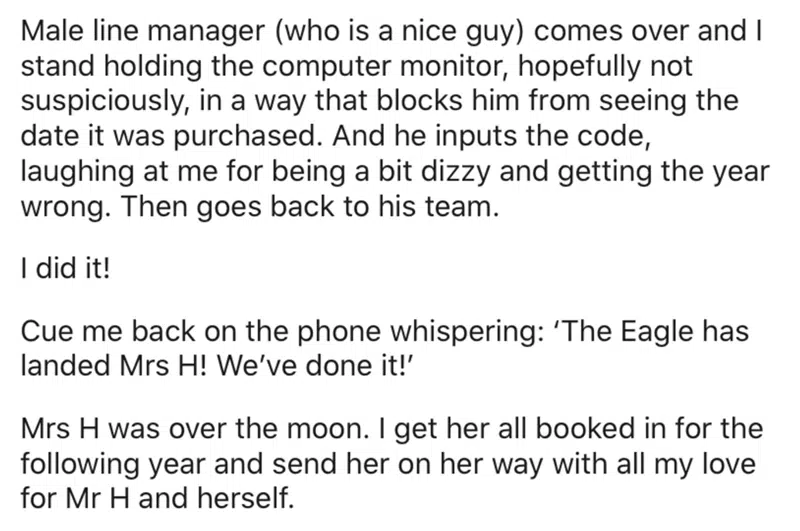 Male line manager (who is a nice guy) comes over and I
stand holding the computer monitor, hopefully not
suspiciously, in a way that blocks him from seeing the
date it was purchased. And he inputs the code,
laughing at me for being a bit dizzy and getting the year
wrong. Then goes back to his team.
I did it!
Cue me back on the phone whispering: ‘The Eagle has
landed Mrs H! We’ve done it!’
Mrs H was over the moon. I get her all booked in for the
following year and send her on her way with all my love
for Mr H and herself.